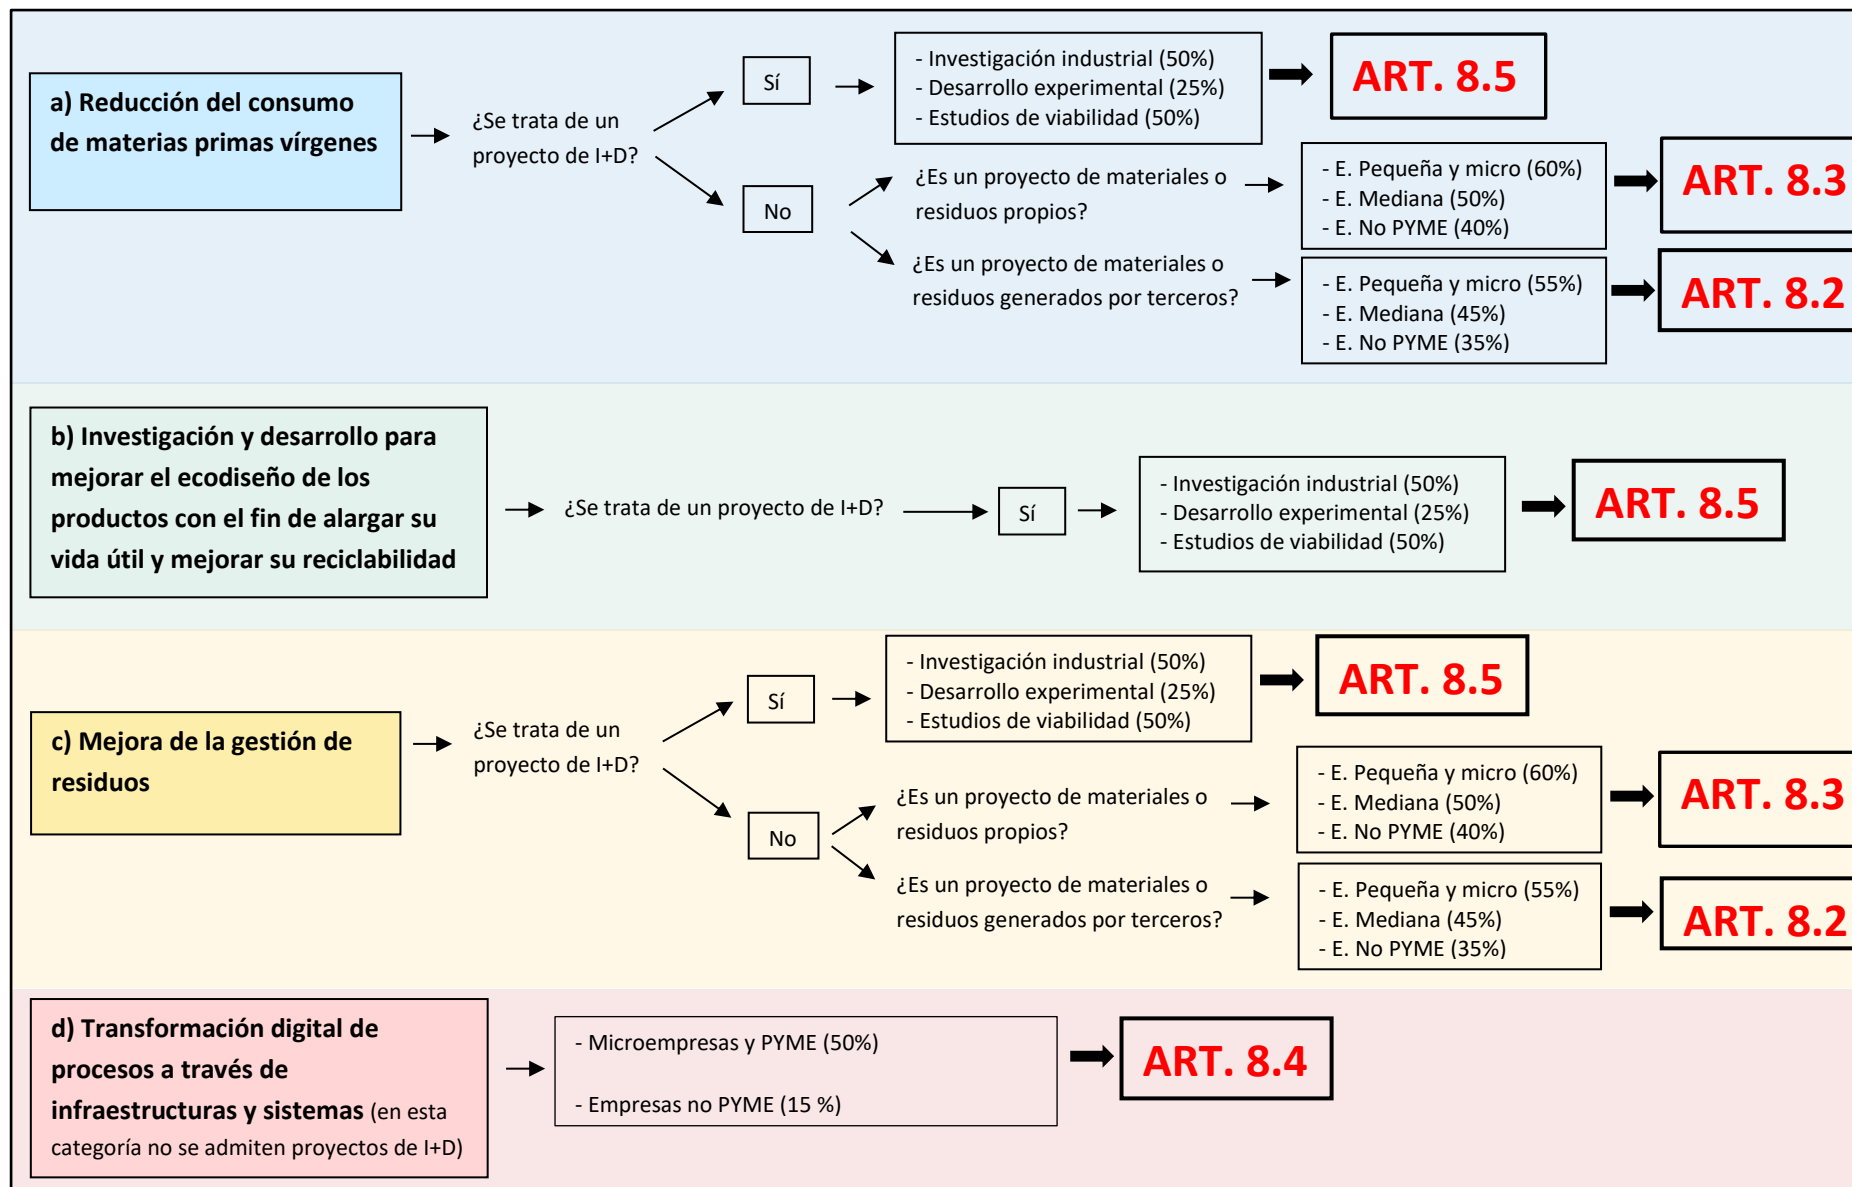 a) Reducción del consumo
de materias primas vírgenes
¿Se trata de un
proyecto de I+D?
Sí
- Investigación industrial (50%)
- Desarrollo experimental (25%)
- Estudios de viabilidad (50%)
ART. 8.5
No
¿Es un proyecto de materiales o
residuos propios?
- E. Pequeña y micro (60%)
- E. Mediana (50%)
- E. No PYME (40%)
ART. 8.3
¿Es un proyecto de materiales o
residuos generados por terceros?
- E. Pequeña y micro (55%)
- E. Mediana (45%)
- E. No PYME (35%)
ART. 8.2
b) Investigación y desarrollo para
mejorar el ecodiseño de los
productos con el fin de alargar su
vida útil y mejorar su reciclabilidad
¿Se trata de un proyecto de I+D?
Sí
- Investigación industrial (50%)
- Desarrollo experimental (25%)
- Estudios de viabilidad (50%)
ART. 8.5
c) Mejora de la gestión de
residuos
¿Se trata de un
proyecto de I+D?
Sí
- Investigación industrial (50%)
- Desarrollo experimental (25%)
- Estudios de viabilidad (50%)
ART. 8.5
No
¿Es un proyecto de materiales o
residuos propios?
- E. Pequeña y micro (60%)
- E. Mediana (50%)
- E. No PYME (40%)
ART. 8.3
¿Es un proyecto de materiales o
residuos generados por terceros?
- E. Pequeña y micro (55%)
- E. Mediana (45%)
- E. No PYME (35%)
ART. 8.2
d) Transformación digital de
procesos a través de
infraestructuras y sistemas (en esta
categoría no se admiten proyectos de I+D)
- Microempresas y PYME (50%)
- Empresas no PYME (15 %)
ART. 8.4